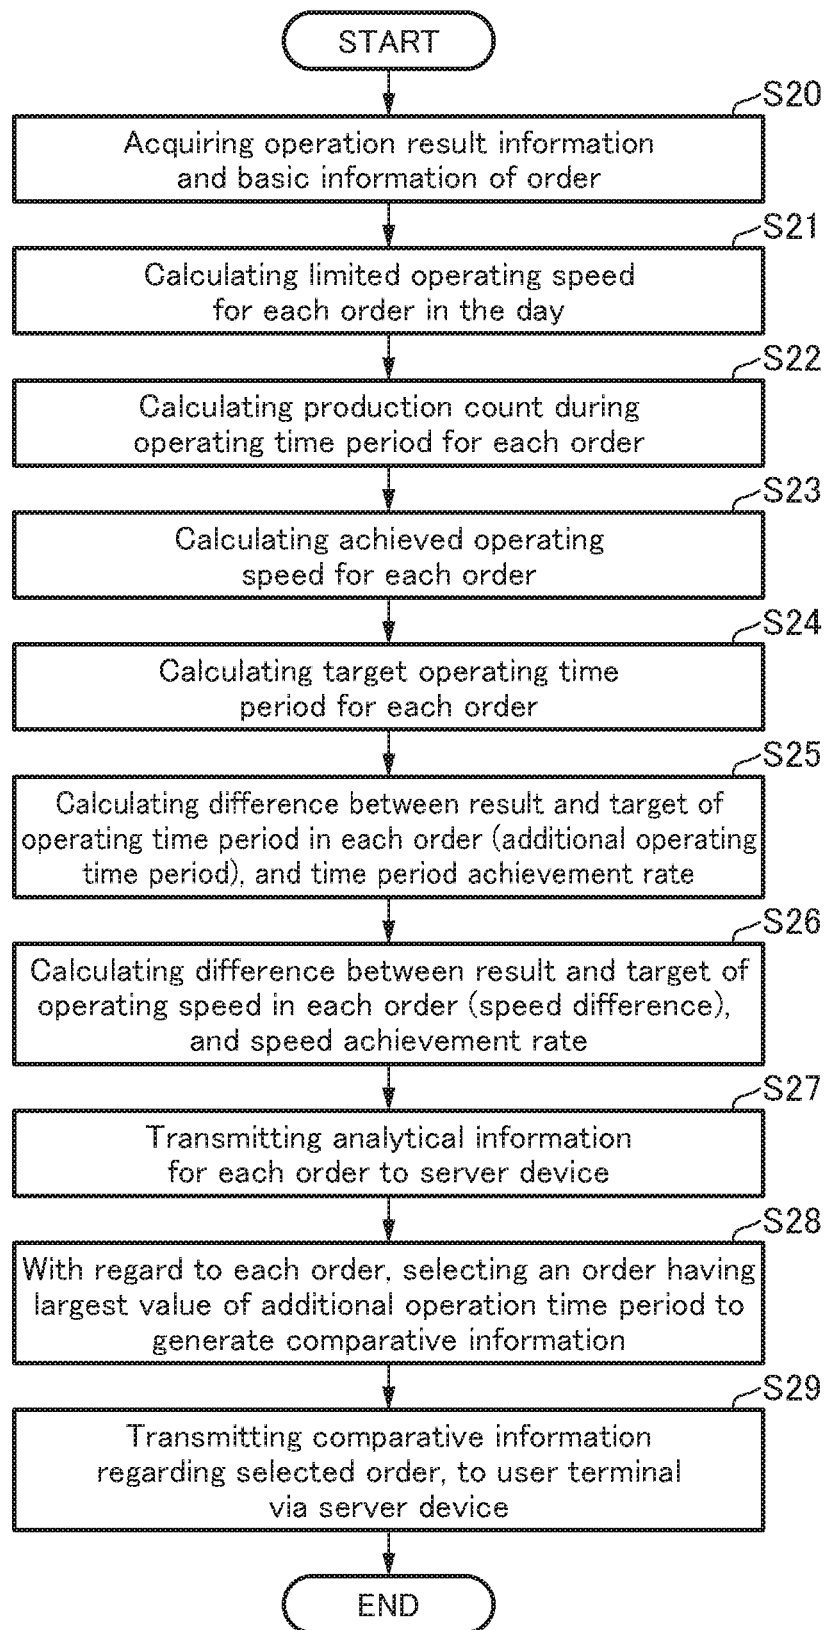 START
S20
Acquiring operation result information
and basic information of order
S21
Calculating limited operating speed
for each order in the day
S22
Calculating production count during
operating time period for each order
S23
Calculating achieved operating
speed for each order
S24
Calculating target operating time
period for each order
S25
Calculating difference between result and target of
operating time period in each order (additional operating
time period), and time period achievement rate
S26
Calculating difference between result and target of
operating speed in each order (speed difference),
and speed achievement rate
S27
Transmitting analytical information
for each order to server device
S28
With regard to each order, selecting an order having
largest value of additional operation time period to
generate comparative information
S29
Transmitting comparative information
regarding selected order, to user terminal
via server device
END